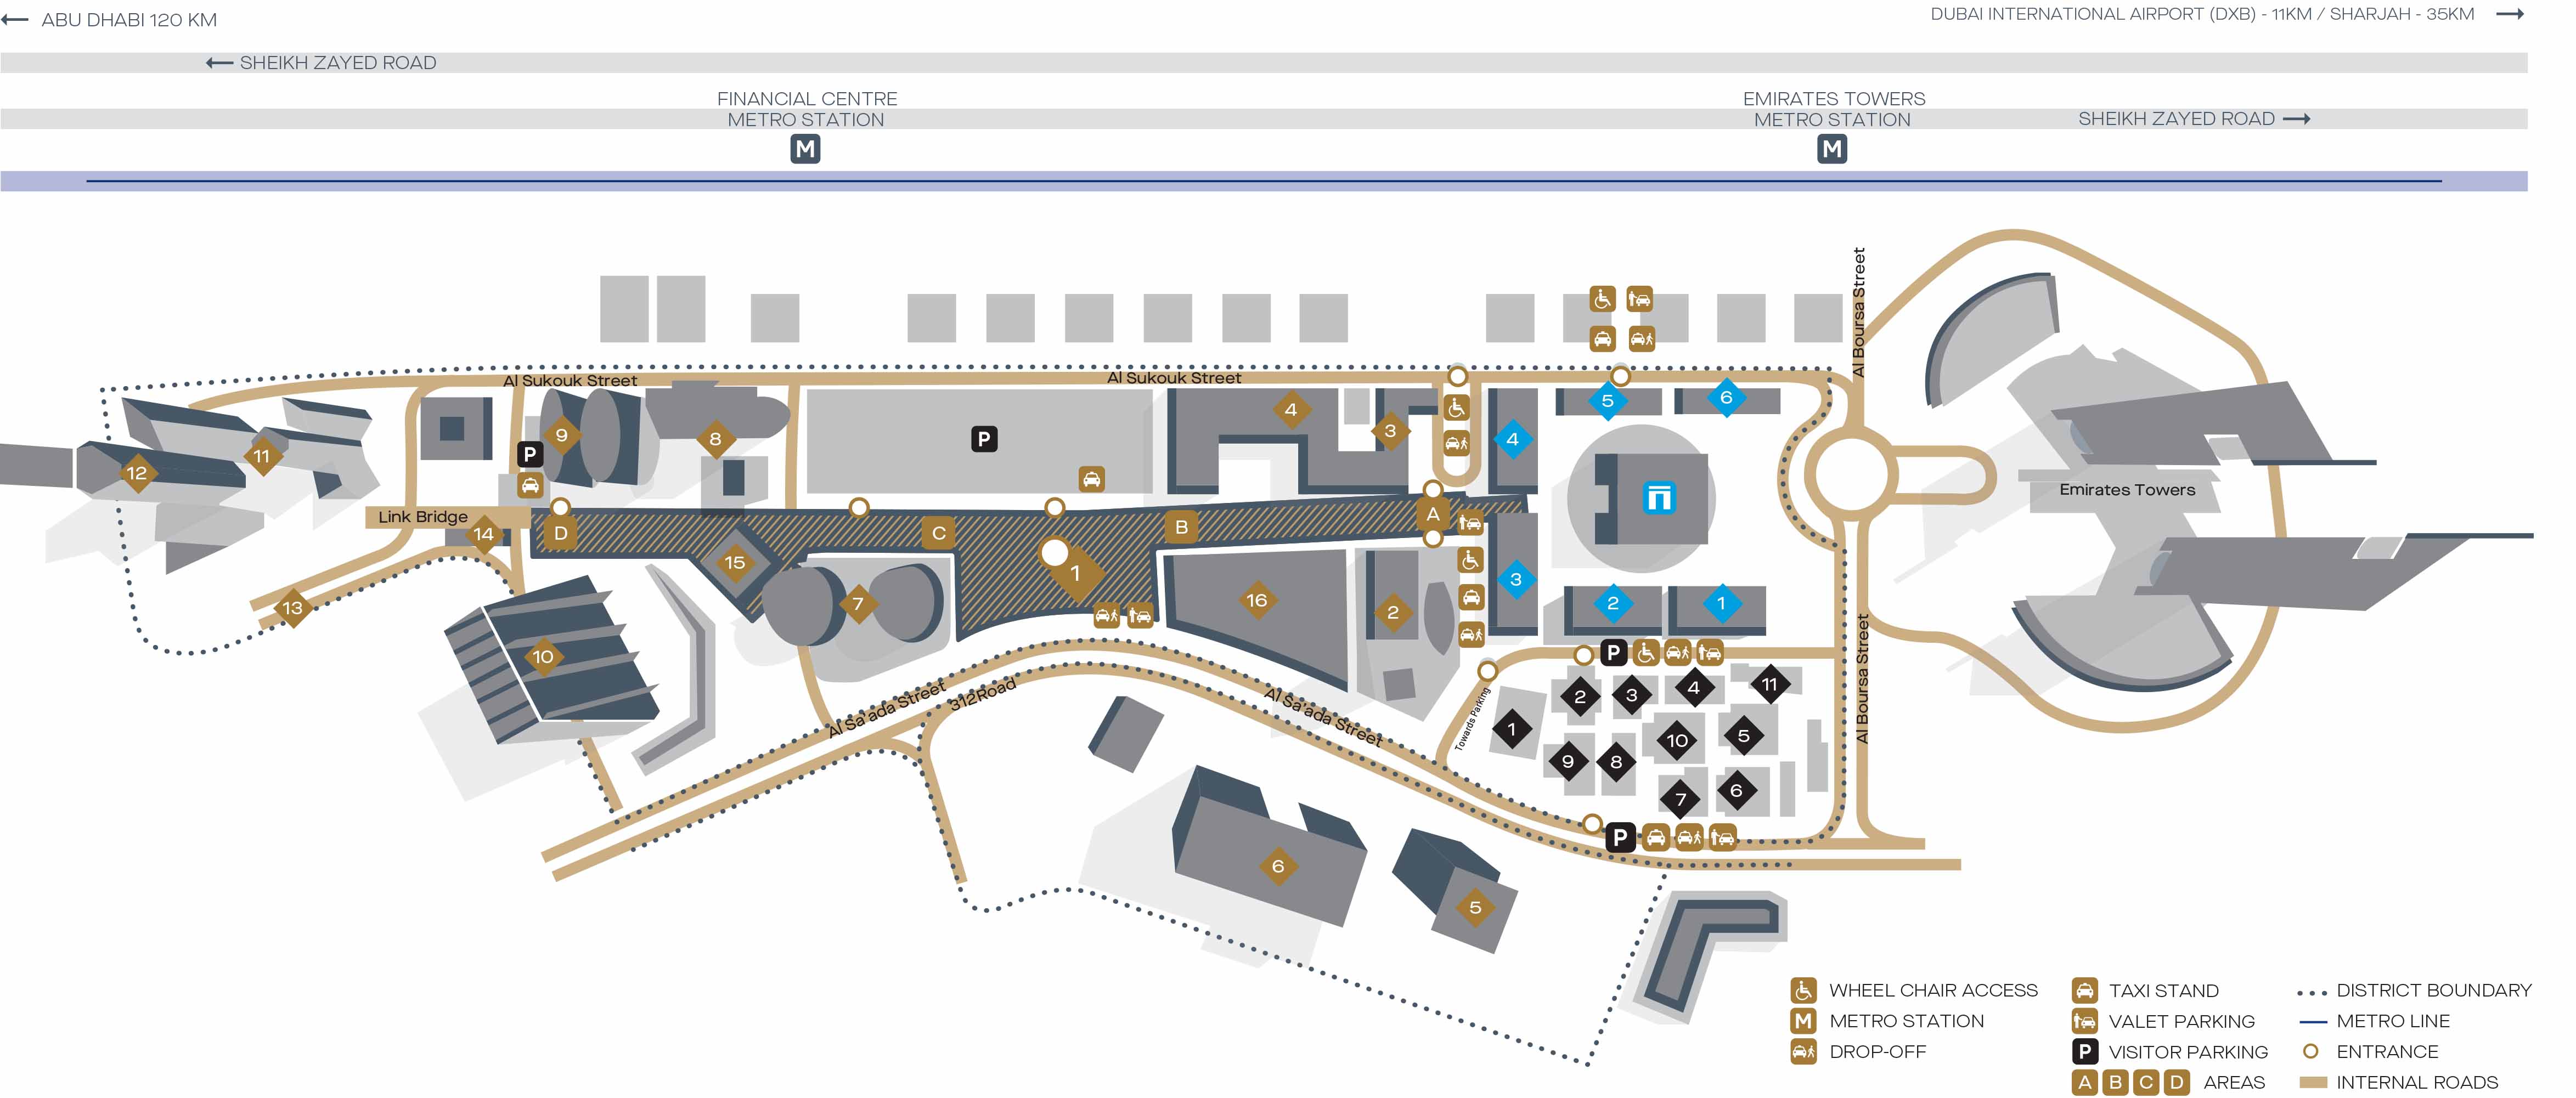 ABU DHABI 120 KM
DUBAI INTERNATIONAL AIRPORT (DXB) - 11KM / SHARJAH - 35KM
SHEIKH ZAYED ROAD
FINANCIAL CENTRE
METRO STATION
M
EMIRATES TOWERS
METRO STATION
M
SHEIKH ZAYED ROAD
Al Boursa Street
Al Sukouk Street
Al Sukouk Street
12
11
9
P
8
P
4
3
4
5
6
Link Bridge
14
D
C
B
A
Emirates Towers
15
1
13
7
16
2
3
2
1
10
P
Al Sa'ada Street
312Road
Al Sa'ada Street
Towards Parking
Al Boursa Street
1
2
3
4
11
9
8
10
5
7
6
P
6
5
WHEEL CHAIR ACCESS
M METRO STATION
DROP-OFF
TAXI STAND
VALET PARKING
P VISITOR PARKING
A B C D AREAS
DISTRICT BOUNDARY
METRO LINE
ENTRANCE
INTERNAL ROADS